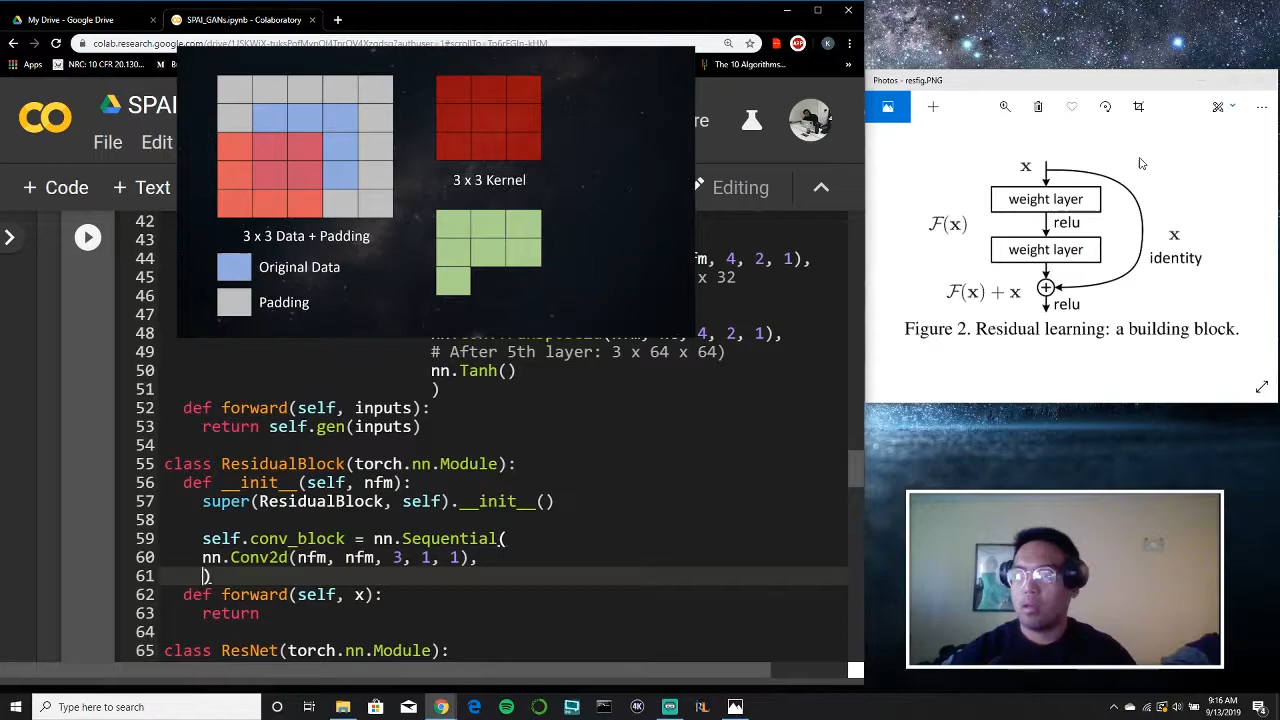 My Drive - Google Drive
SPAI_GANs.ipynb - Colaboratory
Apps
NRC: 10 CFR 20.130...
The 10 Algorithms...
SPAI
File
Edit
+ Code
+ Text
Editing
3 x 3 Data + Padding
Original Data
Padding
3 x 3 Kernel
42
43
44 4, 2, 1),
45 x 32
46
47
48 4, 2, 1),
49 # After 5th layer: 3 x 64 x 64)
50 nn.Tanh()
51 )
52 def forward(self, inputs):
53 return self.gen(inputs)
54
55 class ResidualBlock(torch.nn.Module):
56 def __init__(self, nfm):
57 super(ResidualBlock, self).__init__()
58
59 self.conv_block = nn.Sequential(
60 nn.Conv2d(nfm, nfm, 3, 1, 1),
61 )
62 def forward(self, x):
63 return
64
65 class ResNet(torch.nn.Module):
Photos - resfig.PNG
x
weight layer
F(x)
relu
weight layer
x
identity
F(x) + x
relu
Figure 2. Residual learning: a building block.
Type here to search
9:16 AM
9/13/2019